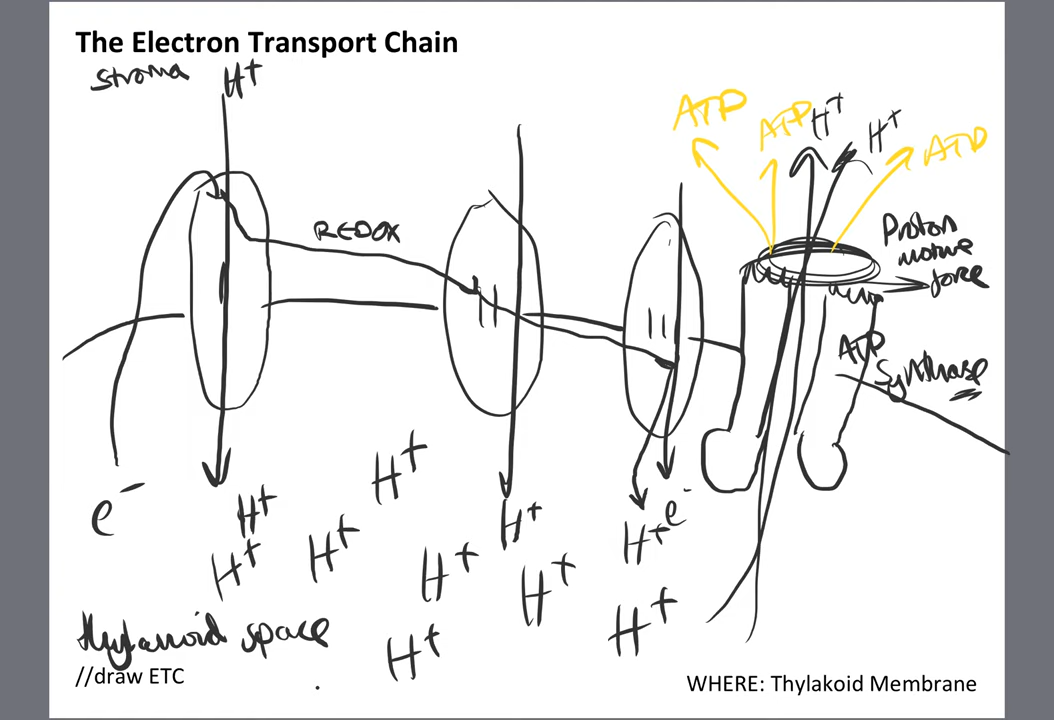 The Electron Transport Chain
stroma
H+
ATP
ATP
H+
H+
ATP
REDOX
Proton
motive
force
ATP
Synthase
e-
H+
H+
H+
H+
H+
H+
H+
H+
e-
H+
H+
thylakoid space
//draw ETC
WHERE: Thylakoid Membrane